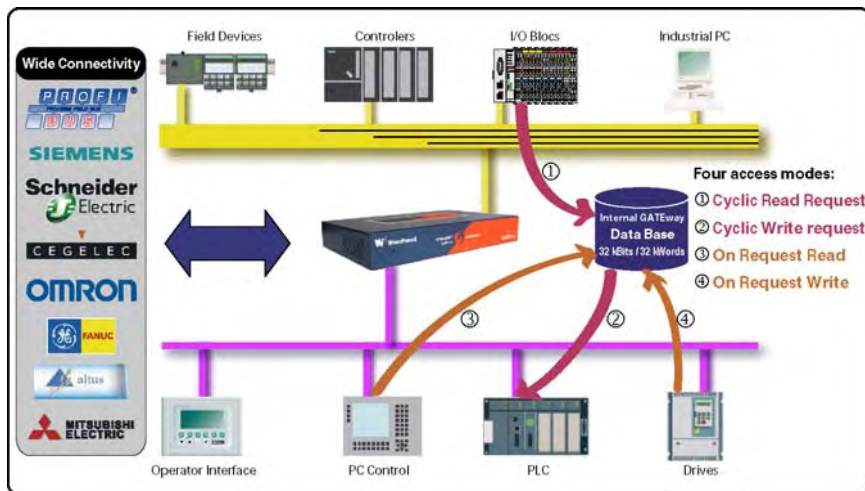 Wide Connectivity
PROFI
BUS
SIEMENS
Schneider
Electric
CEGELEC
OMRON
GE
FANUC
altus
MITSUBISHI
ELECTRIC
Field Devices
Controlers
I/O Blocs
Industrial PC
①
Four access modes:
① Cyclic Read Request
② Cyclic Write request
③ On Request Read
④ On Request Write
Internal GATEway
Data Base
32 kBits / 32 kWords
Woodhead
③
②
④
Operator Interface
PC Control
PLC
Drives